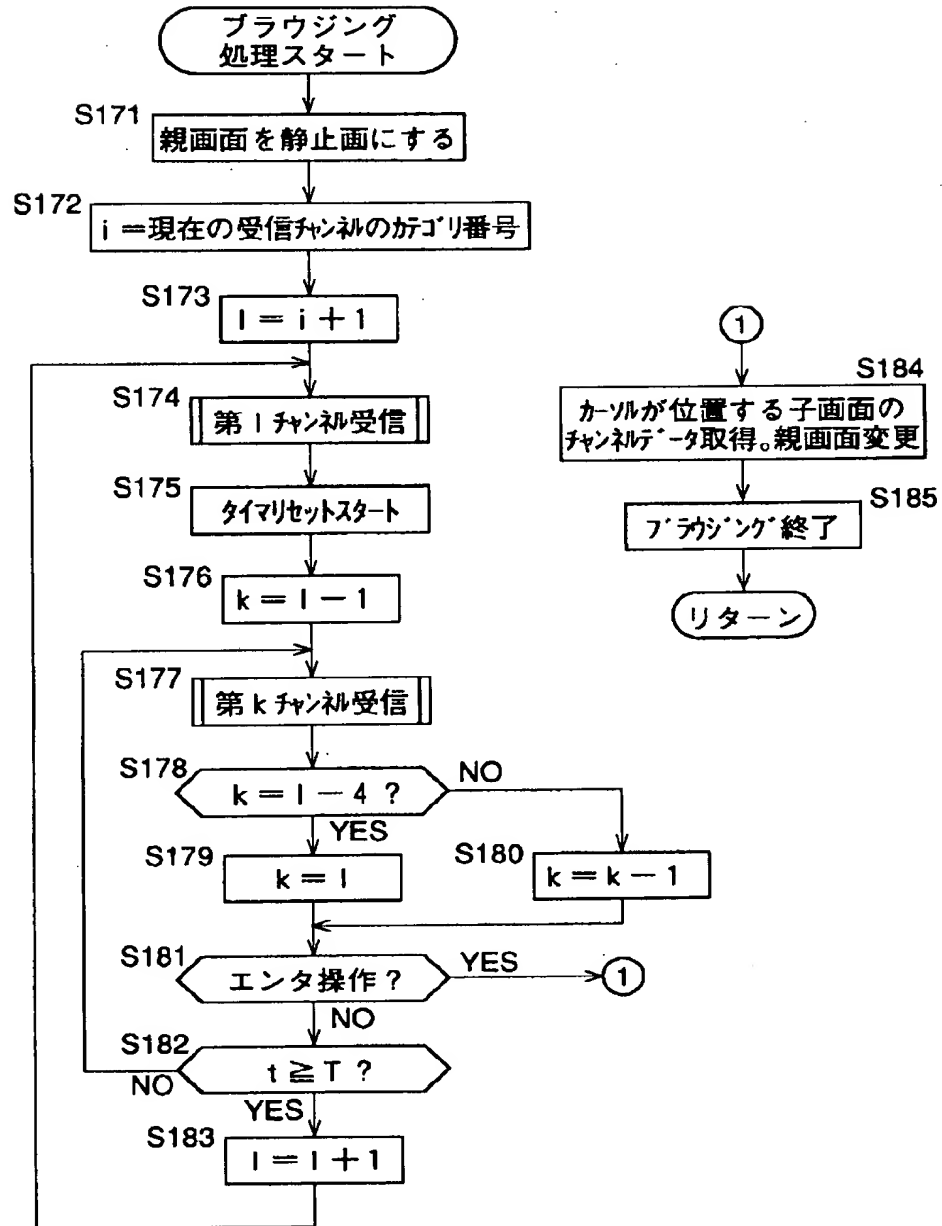 ブラウジング
処理スタート
S171
親画面を静止画にする
S172
i＝現在の受信チャンネルのカテゴリ番号
S173
l＝i＋1
S174
第lチャンネル受信
S175
タイマリセットスタート
S176
k＝l－1
S177
第kチャンネル受信
S178
k＝l－4？
NO
YES
S179
k＝l
S180
k＝k－1
S181
エンタ操作？
YES
1
NO
S182
t≧T？
NO
YES
S183
l＝l＋1
1
S184
カーソルが位置する子画面の
チャンネルデータ取得。親画面変更
S185
ブラウジング終了
リターン